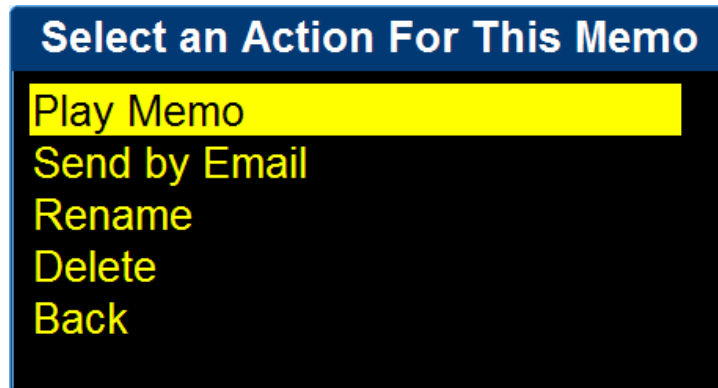 Select an Action For This Memo
Play Memo
Send by Email
Rename
Delete
Back